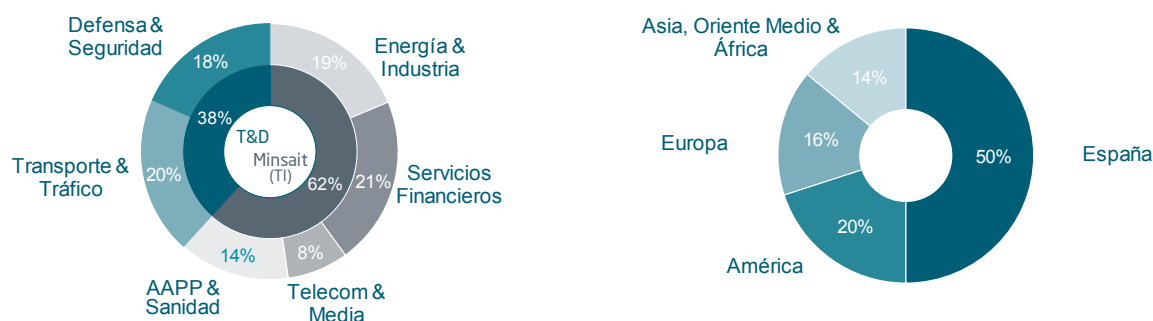 Defensa &
Seguridad
18%
Energía &
Industria
19%
38%
T&D
Minsait
(TI)
62%
Transporte &
Tráfico
20%
Servicios
Financieros
21%
AAPP &
Sanidad
14%
Telecom &
Media
8%
Asia, Oriente Medio &
África
14%
Europa
16%
50%
España
América
20%